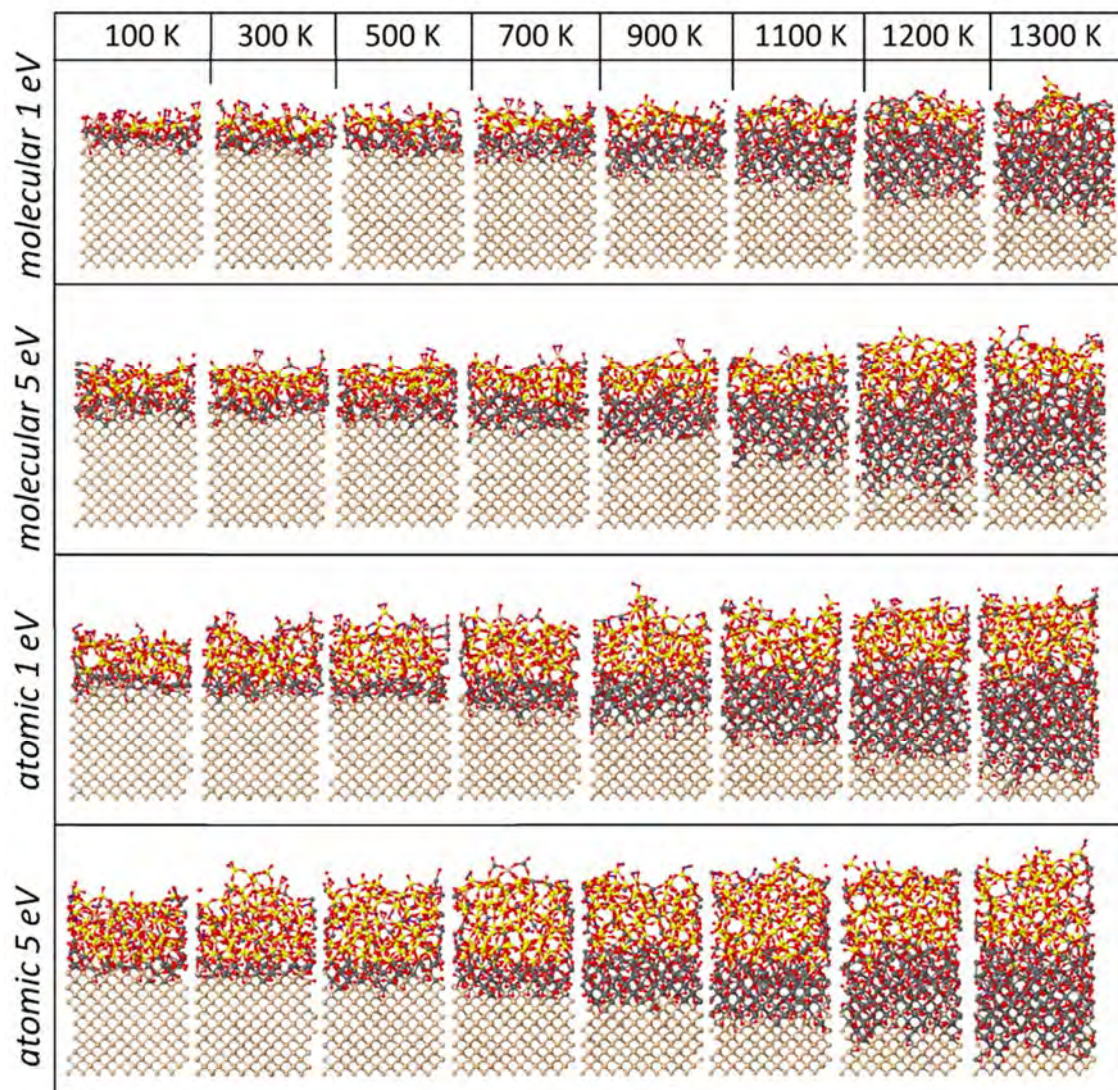 100 K 300 K 500 K 700 K 900 K 1100 K 1200 K 1300 K
molecular 1 eV
molecular 5 eV
atomic 1 eV
atomic 5 eV